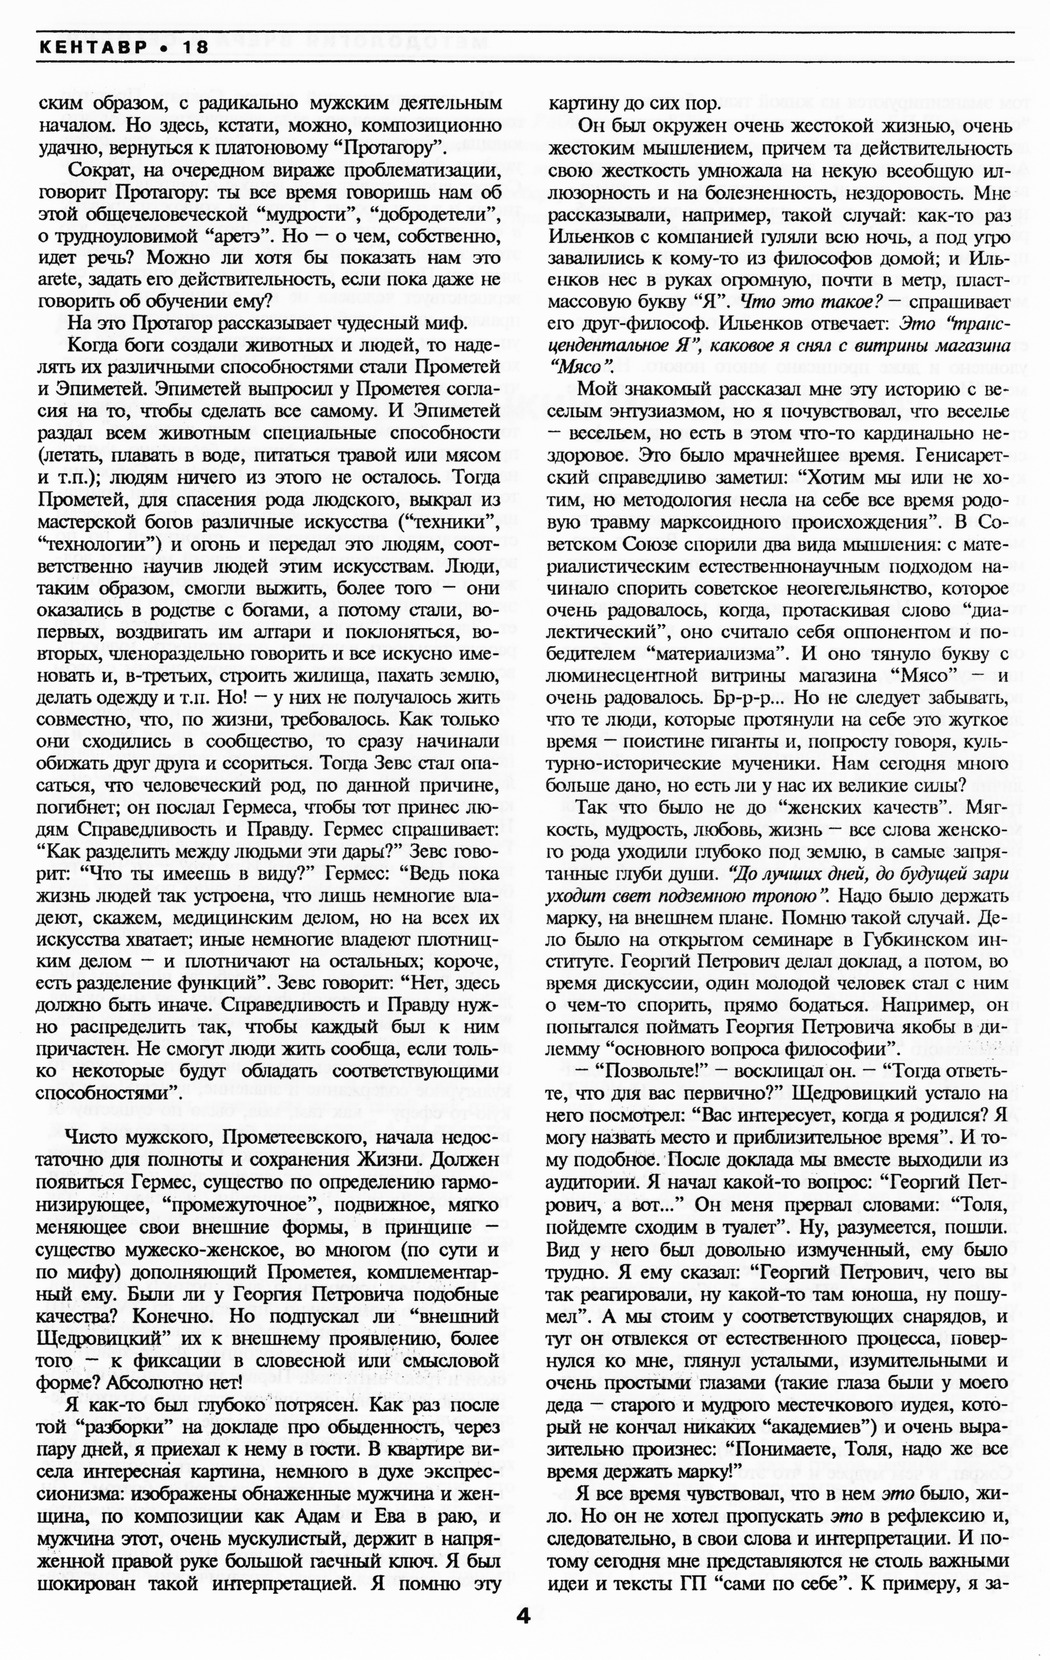 КЕНТАВР • 18
ским образом, с радикально мужским деятельным
началом. Но здесь, кстати, можно, композиционно
удачно, вернуться к платоновому “Протагору”.
Сократ, на очередном вираже проблематизации,
говорит Протагору: ты все время говоришь нам об
этой общечеловеческой “мудрости”, “добродетели”,
о трудноуловимой “аретэ”. Но — о чем, собственно,
идет речь? Можно ли хотя бы показать нам это
arete, задать его действительность, если пока даже не
говорить об обучении ему?
На это Протагор рассказывает чудесный миф.
Когда боги создали животных и людей, то наде-
лять их различными способностями стали Прометей
и Эпиметей. Эпиметей выпросил у Прометея согла-
сия на то, чтобы сделать все самому. И Эпиметей
раздал всем животным специальные способности
(летать, плавать в воде, питаться травой или мясом
и т.п.); людям ничего из этого не осталось. Тогда
Прометей, для спасения рода людского, выкрал из
мастерской богов различные искусства (“техники”,
“технологии”) и огонь и передал это людям, соот-
ветственно научив людей этим искусствам. Люди,
таким образом, смогли выжить, более того — они
оказались в родстве с богами, а потому стали, во-
первых, воздвигать им алтари и поклоняться, во-
вторых, членораздельно говорить и все искусно име-
новать и, в-третьих, строить жилища, пахать землю,
делать одежду и т.п. Но! — у них не получалось жить
совместно, что, по жизни, требовалось. Как только
они сходились в сообщество, то сразу начинали
обижать друг друга и ссориться. Тогда Зевс стал опа-
саться, что человеческий род, по данной причине,
погибнет; он послал Гермеса, чтобы тот принес лю-
дям Справедливость и Правду. Гермес спрашивает:
“Как разделить между людьми эти дары?” Зевс гово-
рит: “Что ты имеешь в виду?” Гермес: “Ведь пока
жизнь людей так устроена, что лишь немногие вла-
деют, скажем, медицинским делом, но на всех их
искусства хватает; иные немногие владеют плотниц-
ким делом — и плотничают на остальных; короче,
есть разделение функций”. Зевс говорит: “Нет, здесь
должно быть иначе. Справедливость и Правду нуж-
но распределить так, чтобы каждый был к ним
причастен. Не смогут люди жить сообща, если толь-
ко некоторые будут обладать соответствующими
способностями”.
Чисто мужского, Прометеевского, начала недос-
таточно для полноты и сохранения Жизни. Должен
появиться Гермес, существо по определению гармо-
низирующее, “промежуточное”, подвижное, мягко
меняющее свои внешние формы, в принципе —
существо мужеско-женское, во многом (по сути и
по мифу) дополняющий Прометея, комплементар-
ный ему. Были ли у Георгия Петровича подобные
качества? Конечно. Но подпускал ли “внешний
Щедровицкий” их к внешнему проявлению, более
того — к фиксации в словесной или смысловой
форме? Абсолютно нет!
Я как-то был глубоко потрясен. Как раз после
той “разборки” на докладе про обыденность, через
пару дней, я приехал к нему в гости. В квартире ви-
села интересная картина, немного в духе экспрес-
сионизма: изображены обнаженные мужчина и жен-
щина, по композиции как Адам и Ева в раю, и
мужчина этот, очень мускулистый, держит в напря-
женной правой руке большой гаечный ключ. Я был
шокирован такой интерпретацией. Я помню эту
картину до сих пор.
Он был окружен очень жестокой жизнью, очень
жестоким мышлением, причем та действительность
свою жесткость умножала на некую всеобщую ил-
люзорность и на болезненность, нездоровость. Мне
рассказывали, например, такой случай: как-то раз
Ильенков с компанией гуляли всю ночь, а под утро
завалились к кому-то из философов домой; и Иль-
енков нес в руках огромную, почти в метр, пласт-
массовую букву “Я”. Что это такое? — спрашивает
его друг-философ. Ильенков отвечает: Это “транс-
цендентальное Я”, каковое я снял с витрины магазина
“Мясо”.
Мой знакомый рассказал мне эту историю с ве-
селым энтузиазмом, но я почувствовал, что веселье
— весельем, но есть в этом что-то кардинально не-
здоровое. Это было мрачнейшее время. Генисарет-
ский справедливо заметил: “Хотим мы или не хо-
тим, но методология несла на себе все время родо-
вую травму марксоидного происхождения”. В Со-
ветском Союзе спорили два вида мышления: с мате-
риалистическим естественнонаучным подходом на-
чинало спорить советское неогегельянство, которое
очень радовалось, когда, протаскивая слово “диа-
лектический”, оно считало себя оппонентом и по-
бедителем “материализма”. И оно тянуло букву с
люминесцентной витрины магазина “Мясо” — и
очень радовалось. Бр-р-р... Но не следует забывать,
что те люди, которые протянули на себе это жуткое
время — поистине гиганты и, попросту говоря, куль-
турно-исторические мученики. Нам сегодня много
больше дано, но есть ли у нас их великие силы?
Так что было не до “женских качеств”. Мяг-
кость, мудрость, любовь, жизнь — все слова женско-
го рода уходили глубоко под землю, в самые запря-
танные глуби души. “До лучших дней, до будущей зари
уходит свет подземною тропою”. Надо было держать
марку, на внешнем плане. Помню такой случай. Де-
ло было на открытом семинаре в Губкинском ин-
ституте. Георгий Петрович делал доклад, а потом, во
время дискуссии, один молодой человек стал с ним
о чем-то спорить, прямо бодаться. Например, он
попытался поймать Георгия Петровича якобы в ди-
лемму “основного вопроса философии”.
— “Позвольте!” — восклицал он. — “Тогда ответь-
те, что для вас первично?” Щедровицкий устало на
него посмотрел: “Вас интересует, когда я родился? Я
могу назвать место и приблизительное время”. И то-
му подобное. После доклада мы вместе выходили из
аудитории. Я начал какой-то вопрос: “Георгий Пет-
рович, а вот...” Он меня прервал словами: “Толя,
пойдемте сходим в туалет”. Ну, разумеется, пошли.
Вид у него был довольно измученный, ему было
трудно. Я ему сказал: “Георгий Петрович, чего вы
так реагировали, ну какой-то там юноша, ну пошу-
мел”. А мы стоим у соответствующих снарядов, и
тут он отвлекся от естественного процесса, повер-
нулся ко мне, глянул усталыми, изумительными и
очень простыми глазами (такие глаза были у моего
деда — старого и мудрого местечкового иудея, кото-
рый не кончал никаких “академиев”) и очень выра-
зительно произнес: “Понимаете, Толя, надо же все
время держать марку!”
Я все время чувствовал, что в нем это было, жи-
ло. Но он не хотел пропускать это в рефлексию и,
следовательно, в свои слова и интерпретации. И по-
тому сегодня мне представляются не столь важными
идеи и тексты ГП “сами по себе”. К примеру, я за-
4